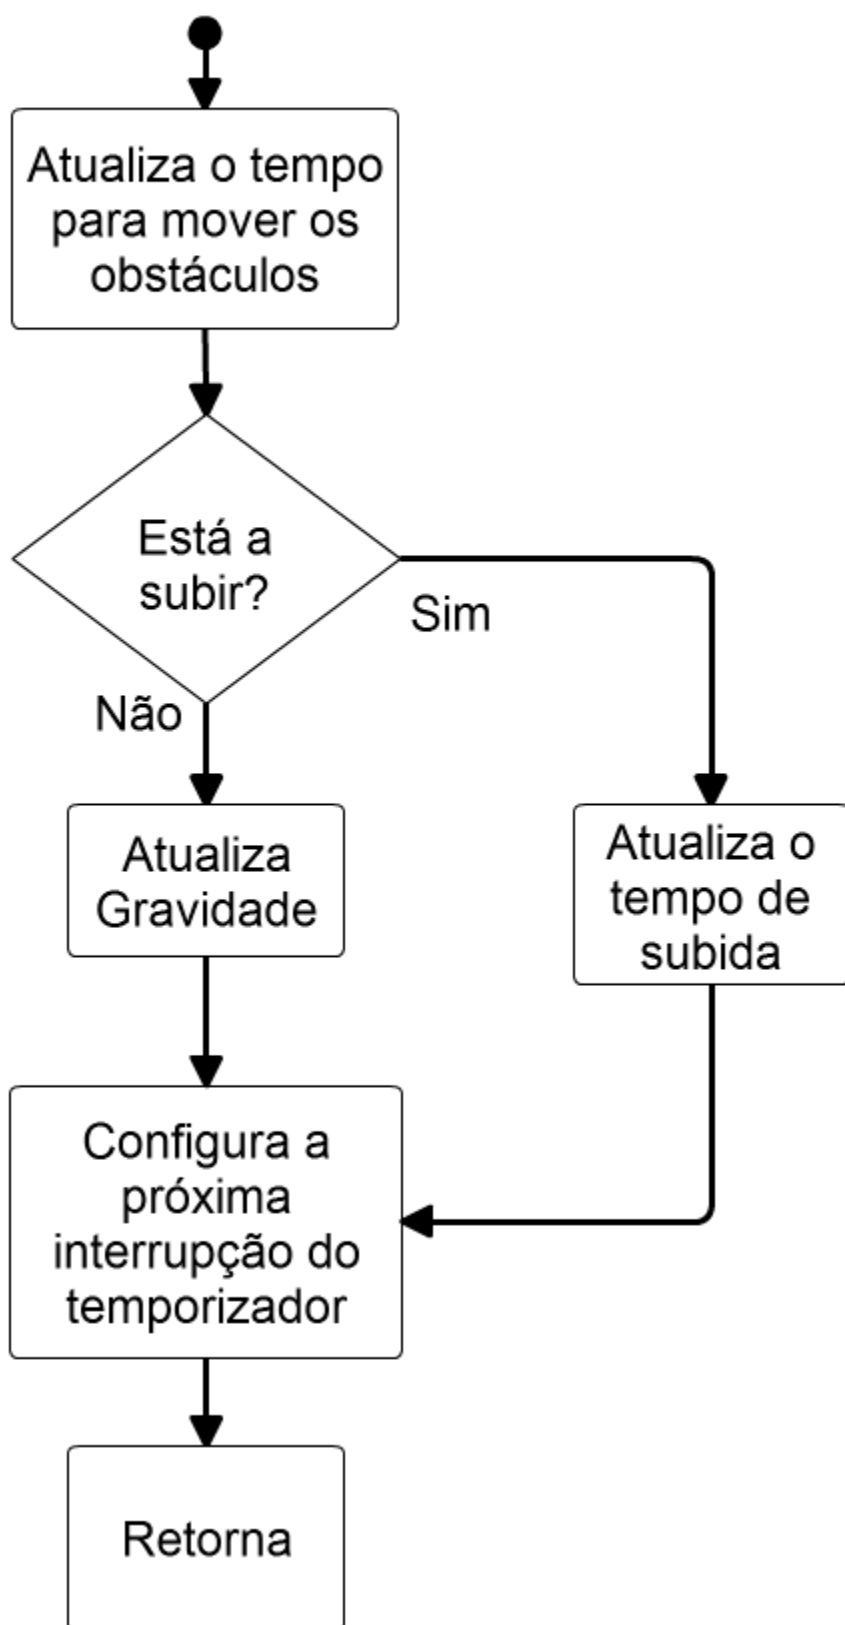 Atualiza o tempo
para mover os
obstáculos
Está a
subir?
Sim
Não
Atualiza
Gravidade
Atualiza o
tempo de
subida
Configura a
próxima
interrupção do
temporizador
Retorna